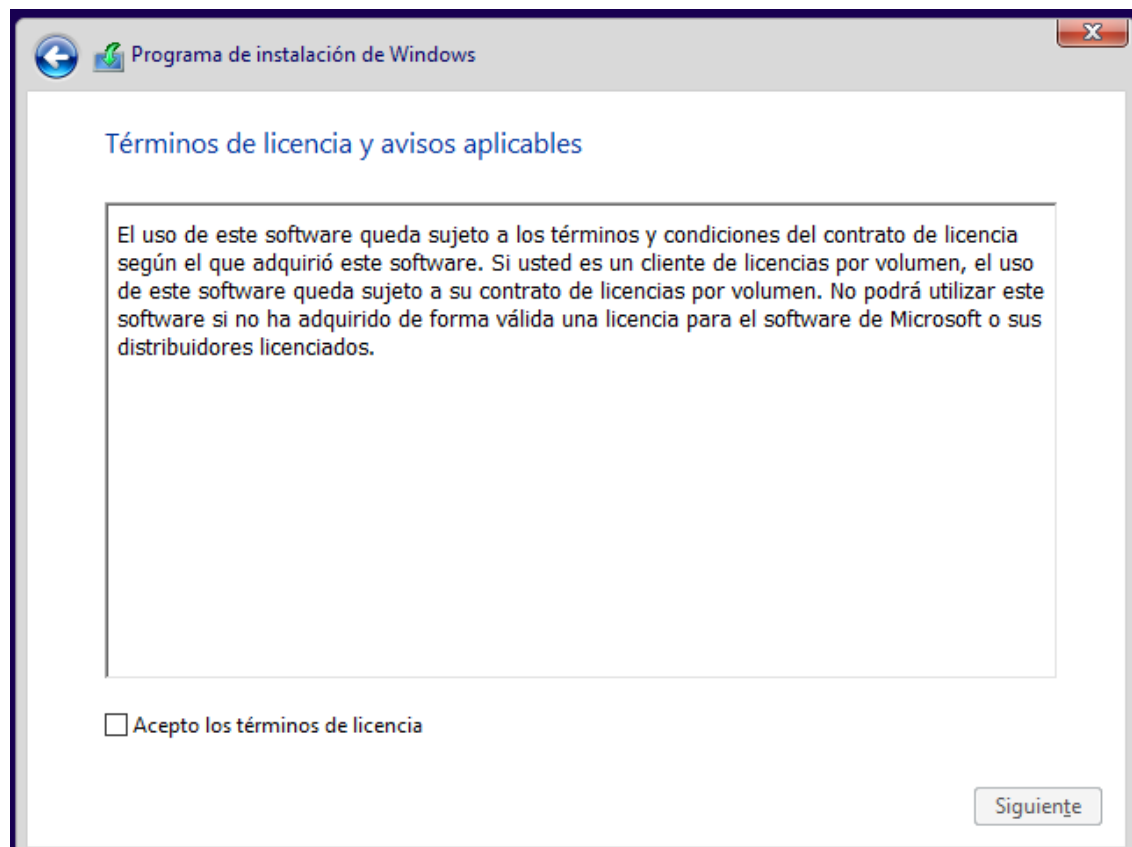 Programa de instalación de Windows
Términos de licencia y avisos aplicables
El uso de este software queda sujeto a los términos y condiciones del contrato de licencia
según el que adquirió este software. Si usted es un cliente de licencias por volumen, el uso
de este software queda sujeto a su contrato de licencias por volumen. No podrá utilizar este
software si no ha adquirido de forma válida una licencia para el software de Microsoft o sus
distribuidores licenciados.
Acepto los términos de licencia
Siguiente